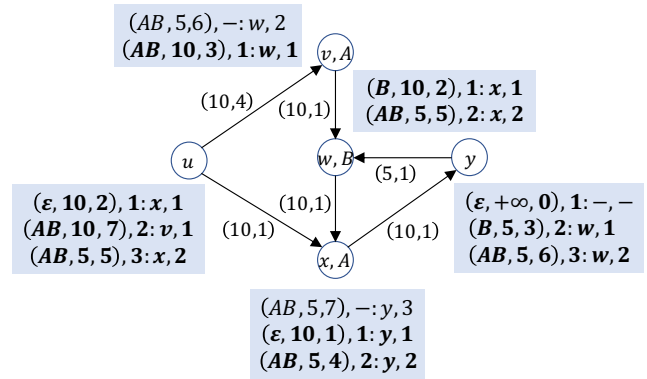 (AB, 5,6), −: w, 2
(AB, 10, 3), 1: w, 1
v, A
(B, 10, 2), 1: x, 1
(AB, 5, 5), 2: x, 2
(10,4)
(10,1)
u
w, B
y
(5,1)
(ε, 10, 2), 1: x, 1
(AB, 10, 7), 2: v, 1
(AB, 5, 5), 3: x, 2
(10,1)
(10,1)
(10,1)
(ε, +∞, 0), 1: −, −
(B, 5, 3), 2: w, 1
(AB, 5, 6), 3: w, 2
x, A
(AB, 5,7), −: y, 3
(ε, 10, 1), 1: y, 1
(AB, 5, 4), 2: y, 2